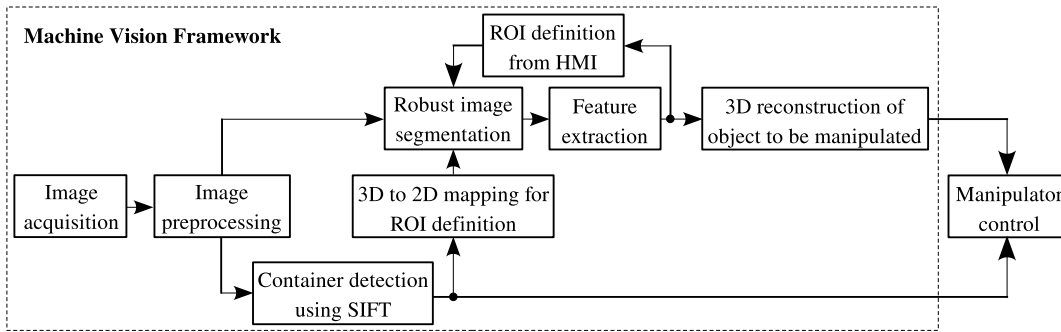 Machine Vision Framework
ROI definition
from HMI
Robust image
segmentation
Feature
extraction
3D reconstruction of
object to be manipulated
Image
acquisition
Image
preprocessing
3D to 2D mapping for
ROI definition
Manipulator
control
Container detection
using SIFT